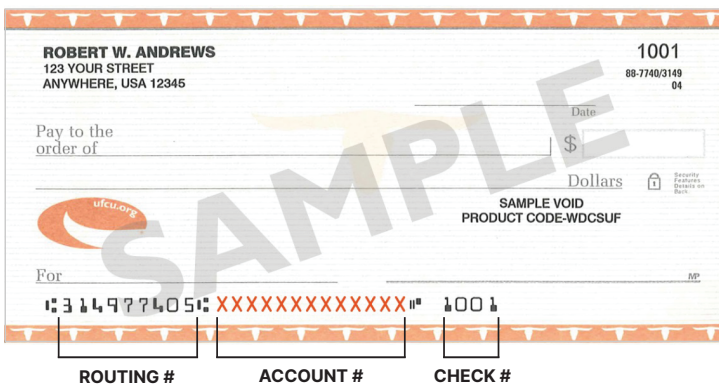 ROBERT W. ANDREWS
123 YOUR STREET
ANYWHERE, USA 12345
1001
88-7740/3149
04
Date
Pay to the
order of
$
Dollars
Security
Features
Details on
Back.
SAMPLE
ufcu.org
SAMPLE VOID
PRODUCT CODE-WDCSUF
For
MP
⑆314977405⑆ XXXXXXXXXXXXX⑈ 1001
ROUTING # ACCOUNT # CHECK #